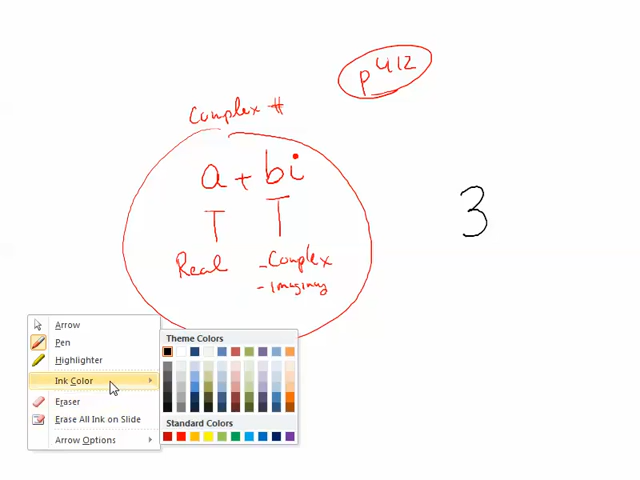 p412
Complex #
a + bi
Real
- Complex
- Imaginary
3
Arrow
Pen
Highlighter
Ink Color
Eraser
Erase All Ink on Slide
Arrow Options
Theme Colors
Standard Colors